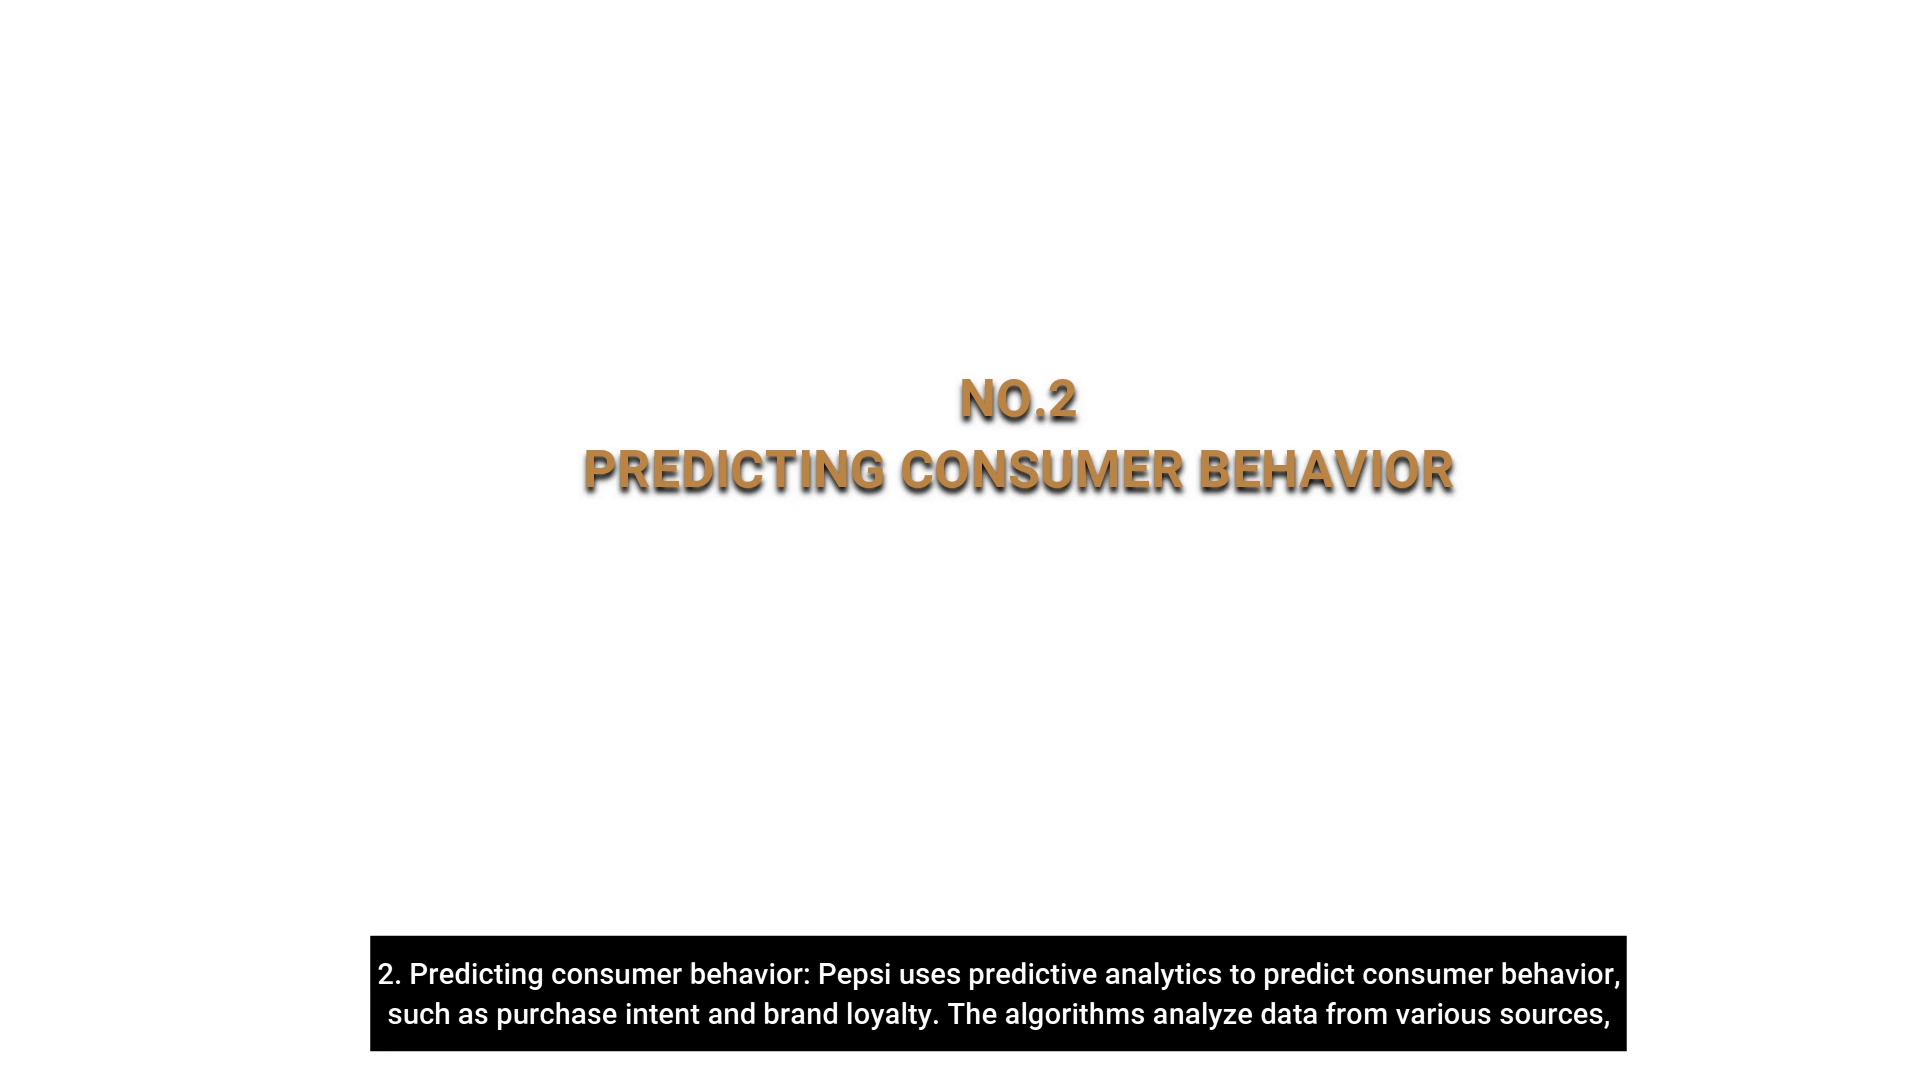 NO.2
PREDICTING CONSUMER BEHAVIOR
2. Predicting consumer behavior: Pepsi uses predictive analytics to predict consumer behavior,
such as purchase intent and brand loyalty. The algorithms analyze data from various sources,